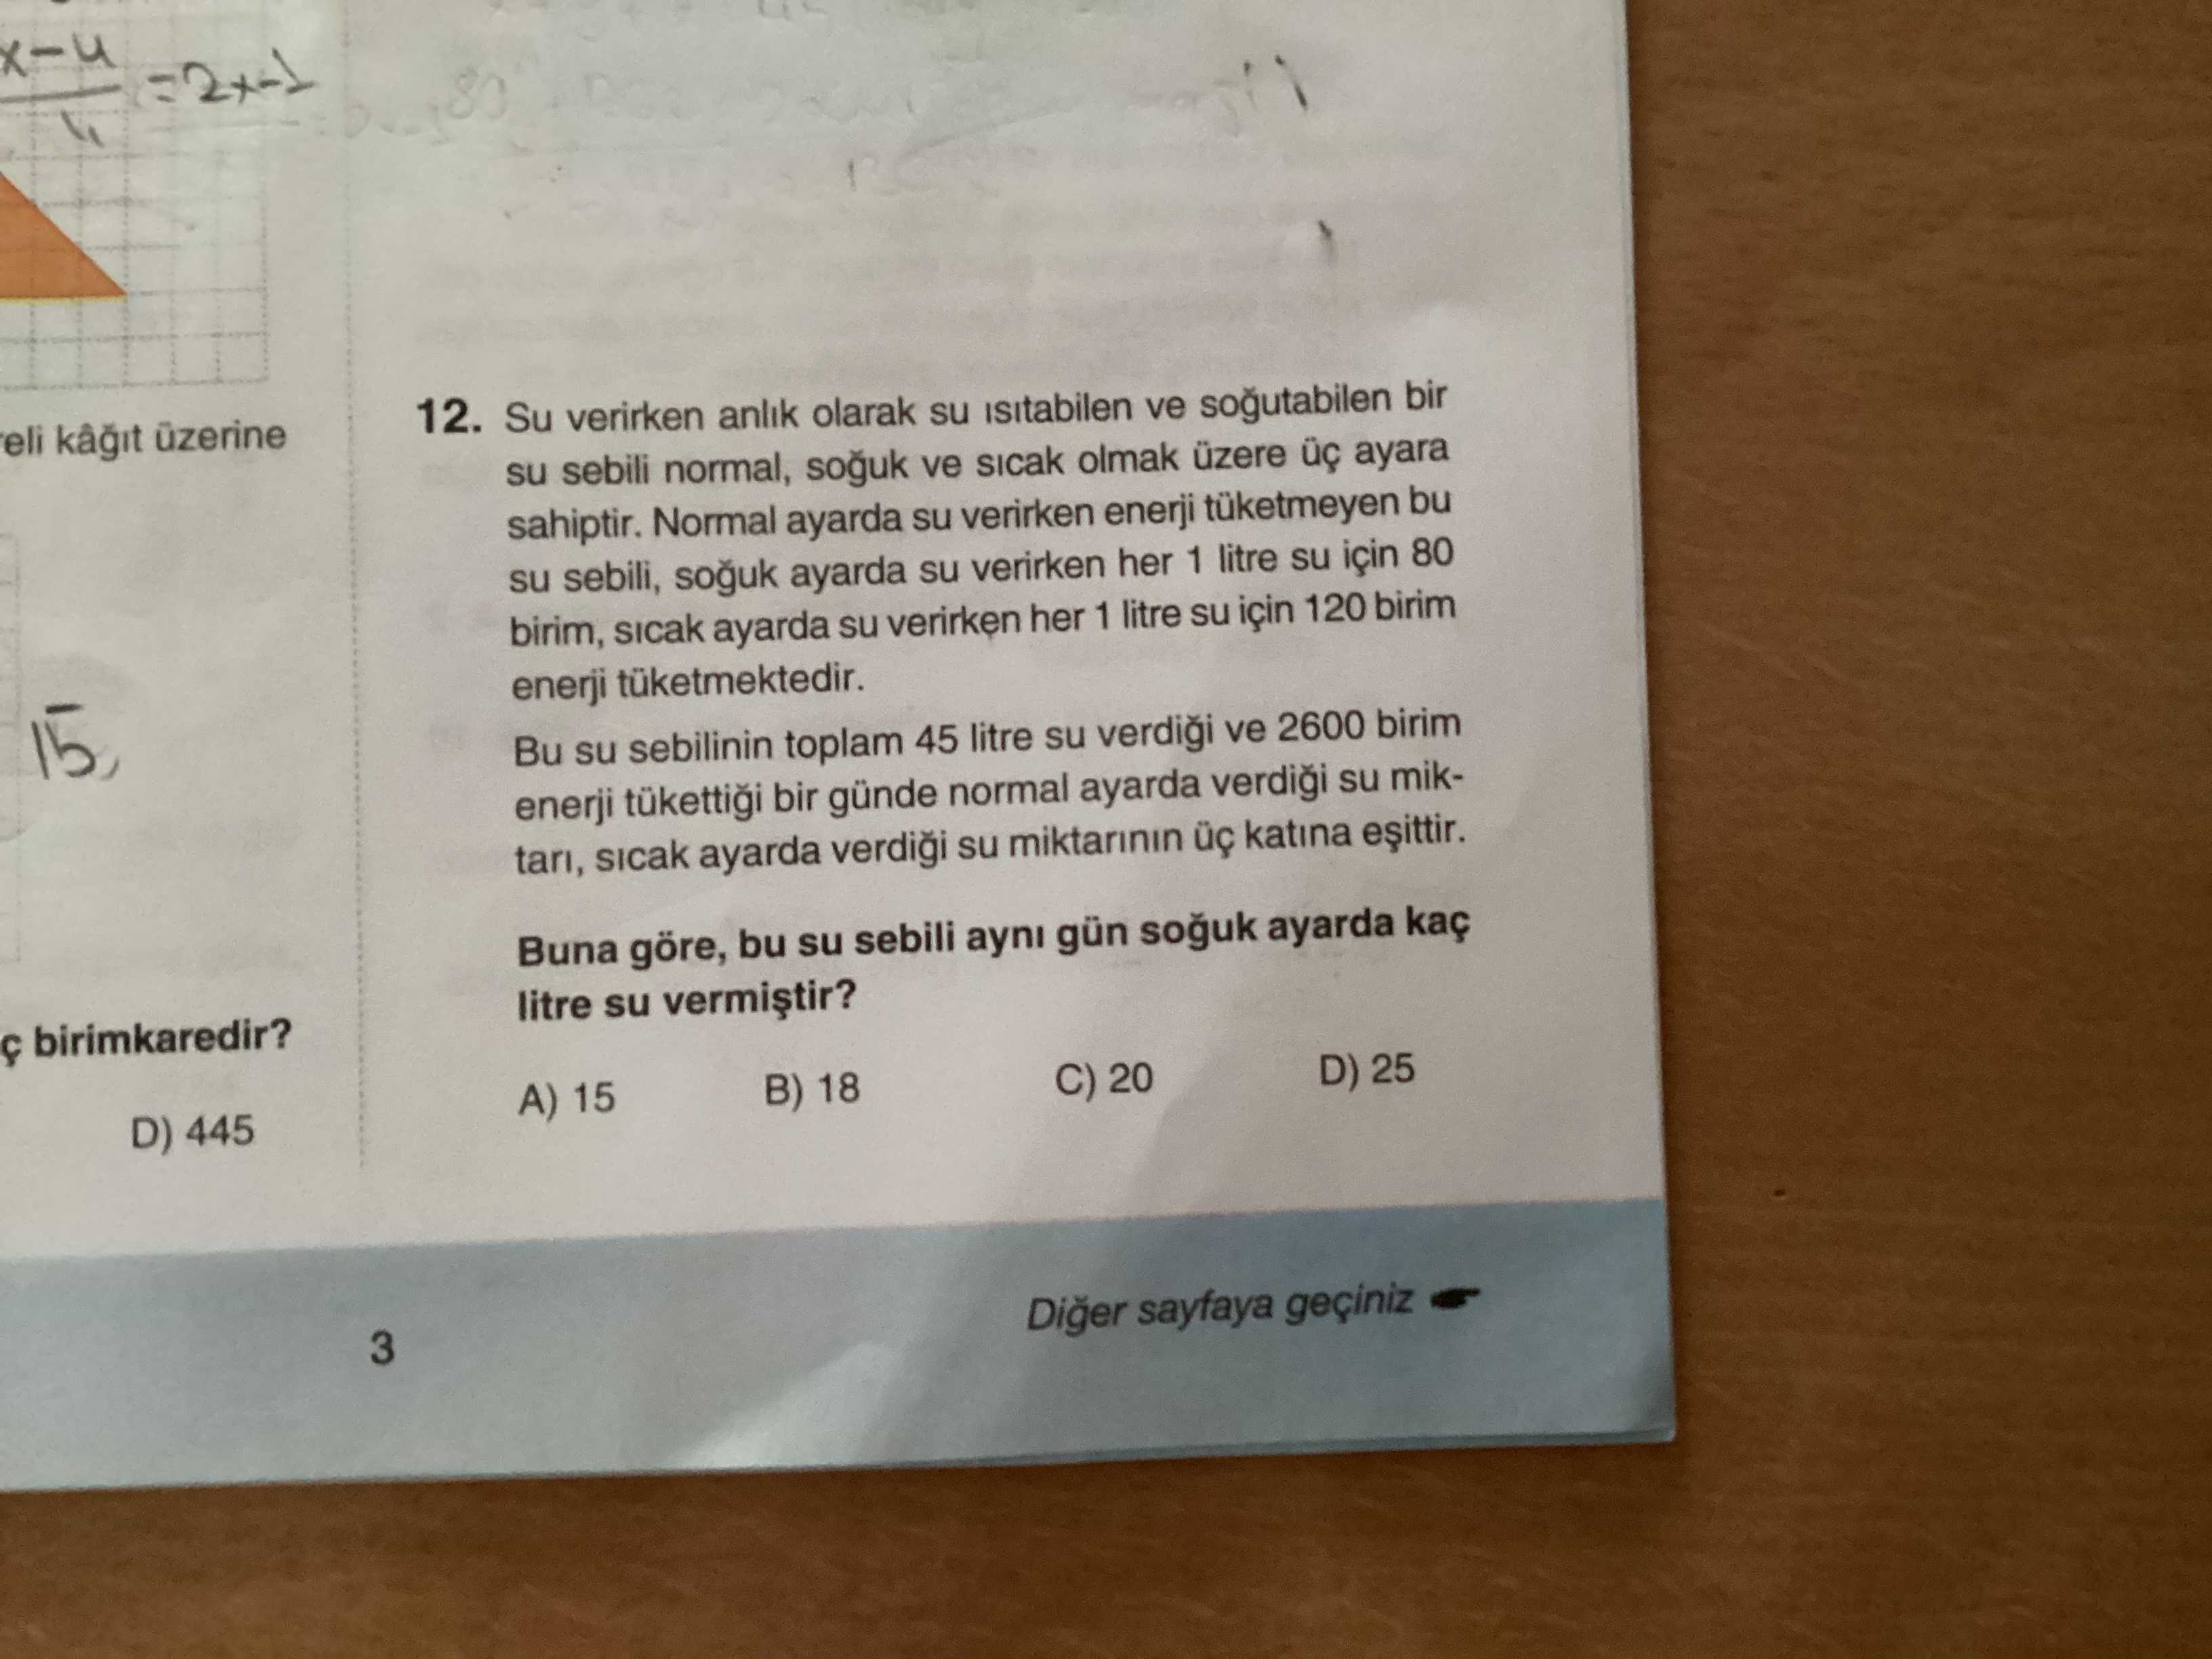 x-4
=2x-1
4
reli kâğıt üzerine
15
ç birimkaredir?
D) 445
12. Su verirken anlık olarak su ısıtabilen ve soğutabilen bir
su sebili normal, soğuk ve sıcak olmak üzere üç ayara
sahiptir. Normal ayarda su verirken enerji tüketmeyen bu
su sebili, soğuk ayarda su verirken her 1 litre su için 80
birim, sıcak ayarda su verirken her 1 litre su için 120 birim
enerji tüketmektedir.
Bu su sebilinin toplam 45 litre su verdiği ve 2600 birim
enerji tükettiği bir günde normal ayarda verdiği su mik-
tarı, sıcak ayarda verdiği su miktarının üç katına eşittir.
Buna göre, bu su sebili aynı gün soğuk ayarda kaç
litre su vermiştir?
A) 15 B) 18 C) 20 D) 25
3
Diğer sayfaya geçiniz